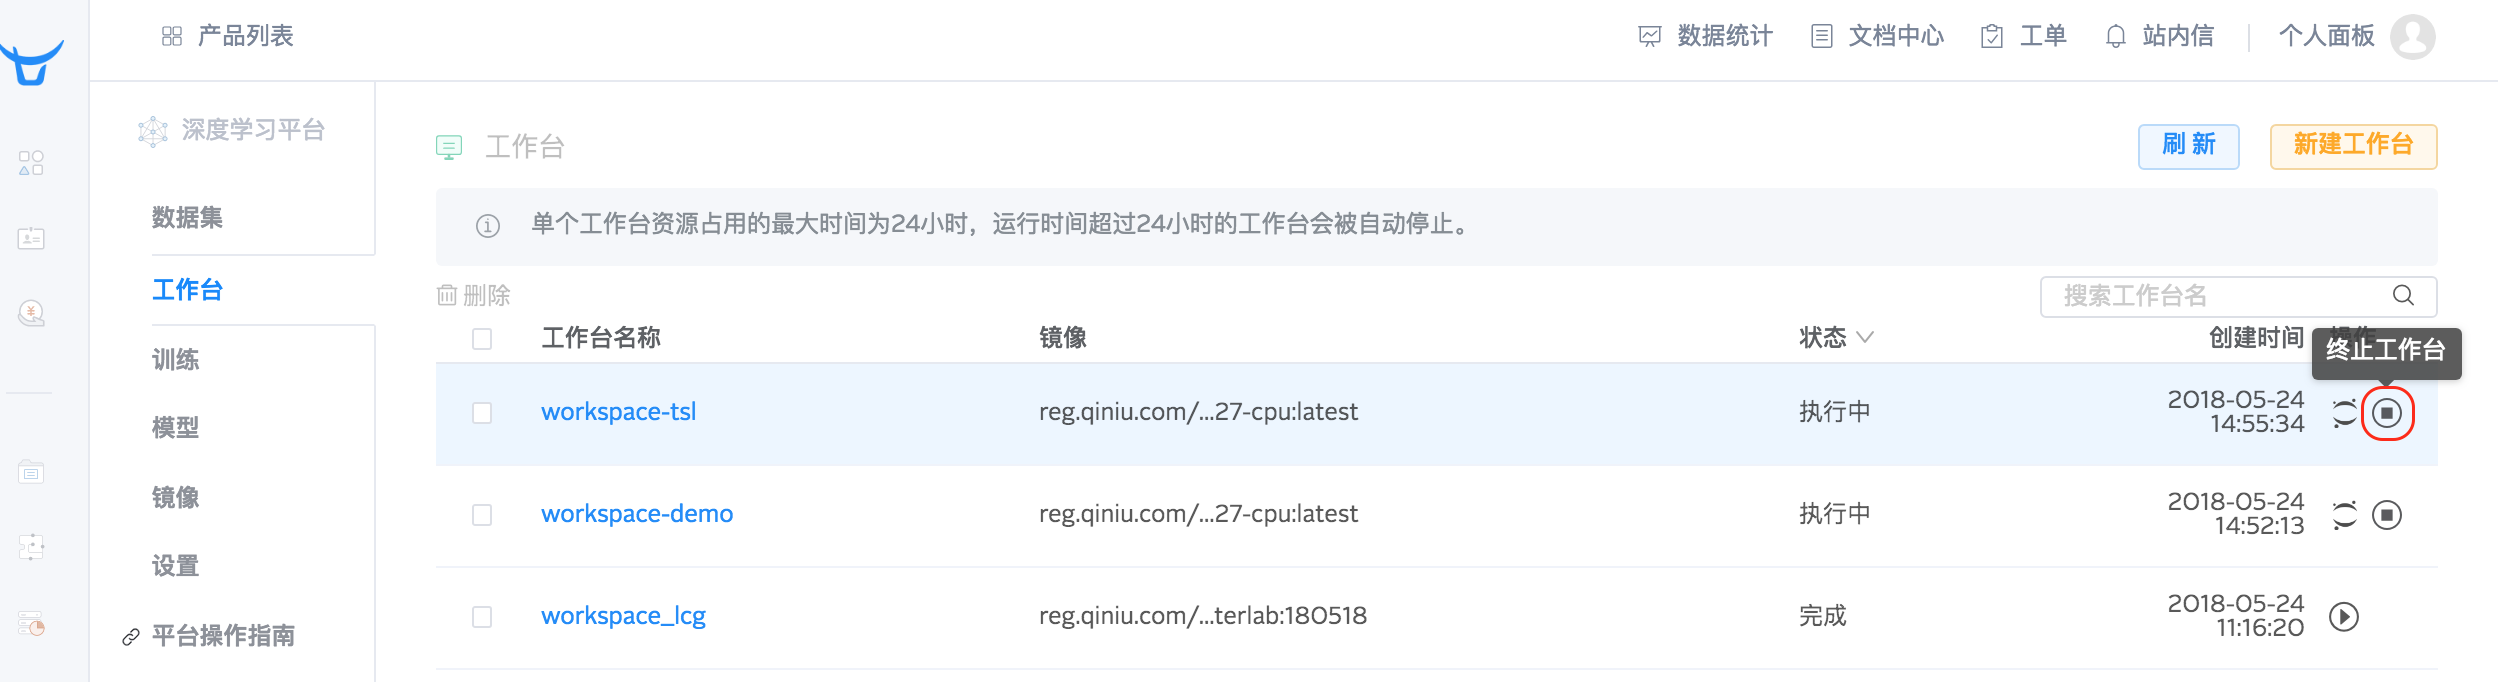 产品列表
数据统计
文档中心
工单
站内信
个人面板
深度学习平台
数据集
工作台
训练
模型
镜像
设置
平台操作指南
工作台
刷 新
新建工作台
单个工作台资源占用的最大时间为24小时，运行时间超过24小时的工作台会被自动停止。
删除
搜索工作台名
工作台名称 镜像 状态 创建时间
终止工作台
workspace-tsl reg.qiniu.com/...27-cpu:latest 执行中 2018-05-24
14:55:34
workspace-demo reg.qiniu.com/...27-cpu:latest 执行中 2018-05-24
14:52:13
workspace_lcg reg.qiniu.com/...terlab:180518 完成 2018-05-24
11:16:20